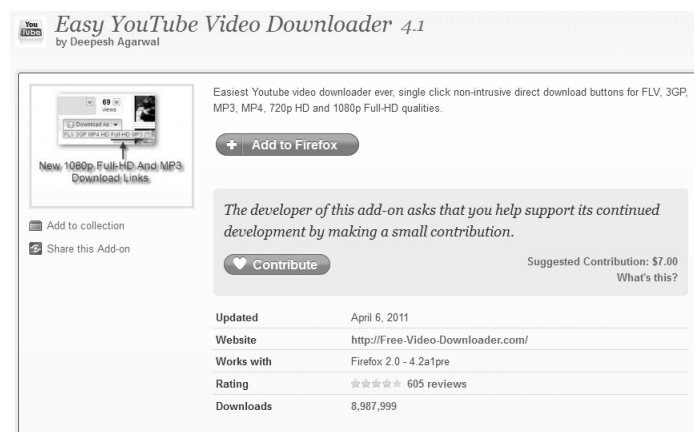 You
Tube
Easy YouTube Video Downloader 4.1
by Deepesh Agarwal
69
views
Download As
FLV 3GP MP4 HD Full-HD MP3
New 1080p Full-HD And MP3
Download Links
Add to collection
Share this Add-on
Easiest Youtube video downloader ever, single click non-intrusive direct download buttons for FLV, 3GP,
MP3, MP4, 720p HD and 1080p Full-HD qualities.
Add to Firefox
The developer of this add-on asks that you help support its continued
development by making a small contribution.
Contribute
Suggested Contribution: $7.00
What's this?
Updated April 6, 2011
Website http://Free-Video-Downloader.com/
Works with Firefox 2.0 - 4.2a1pre
Rating 605 reviews
Downloads 8,987,999